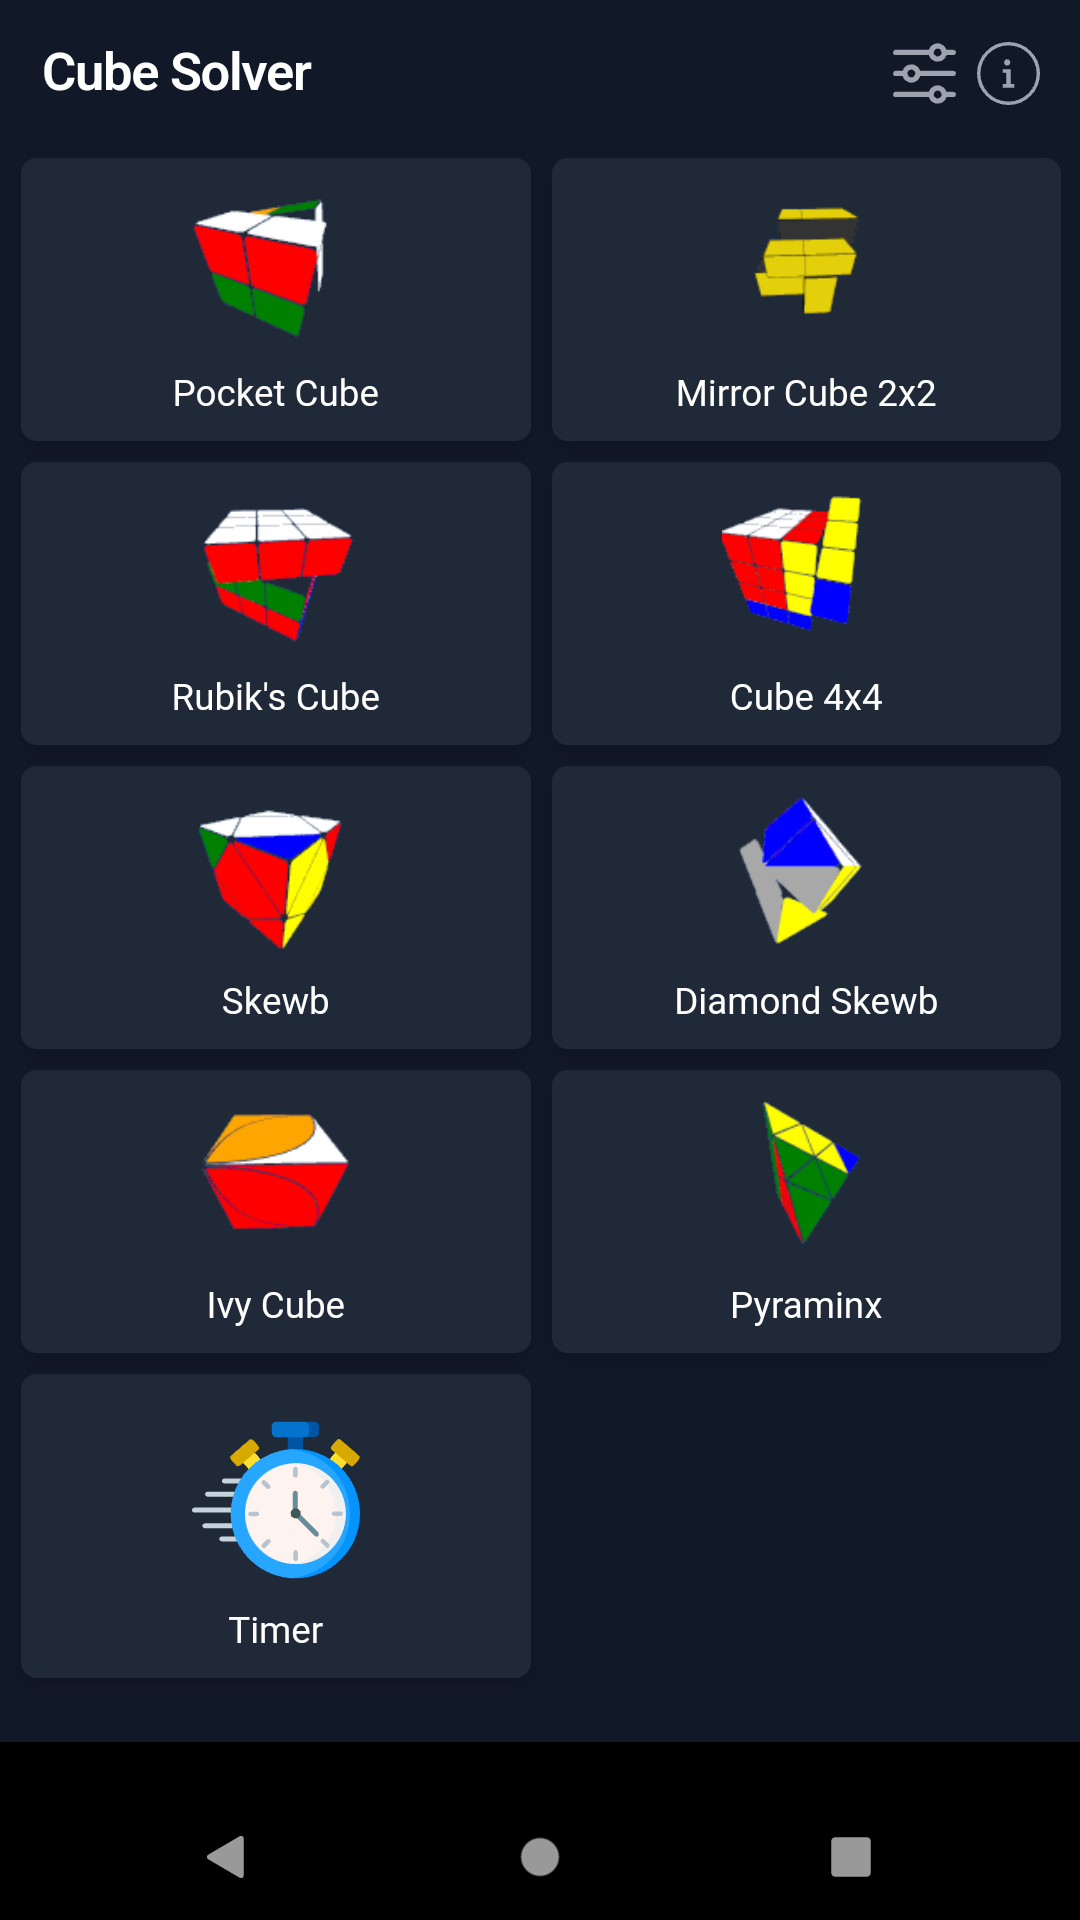 Cube Solver
Pocket Cube
Mirror Cube 2x2
Rubik's Cube
Cube 4x4
Skewb
Diamond Skewb
Ivy Cube
Pyraminx
Timer